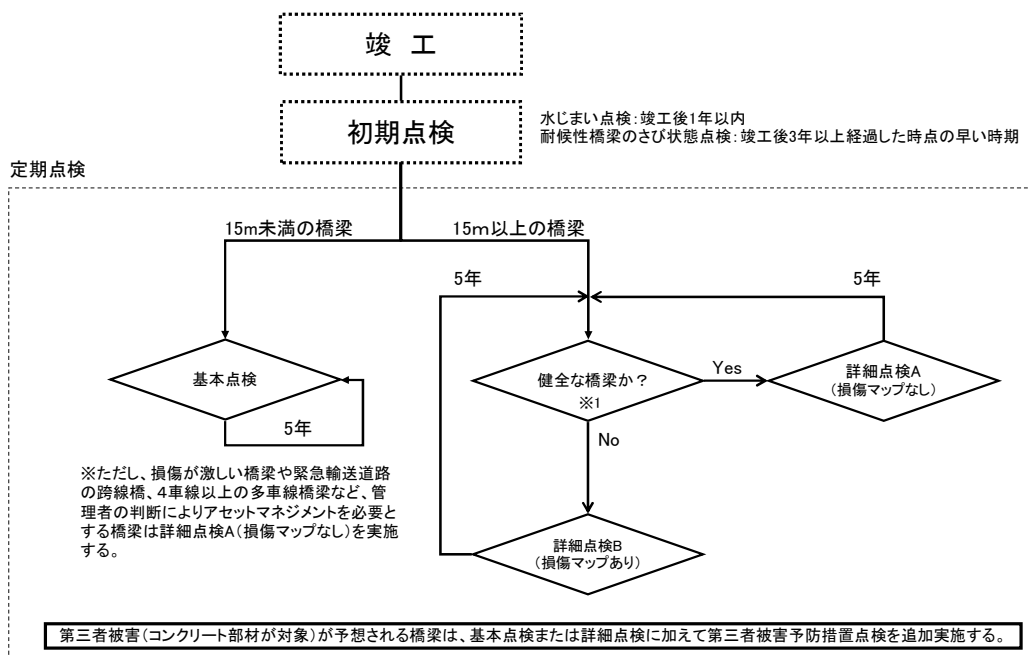 竣 工
初期点検
水じまい点検：竣工後1年以内
耐候性橋梁のさび状態点検：竣工後3年以上経過した時点の早い時期
定期点検
15m未満の橋梁
15m以上の橋梁
5年
5年
基本点検
健全な橋梁か？
※1
Yes
詳細点検A
（損傷マップなし）
5年
No
※ただし、損傷が激しい橋梁や緊急輸送道路
の跨線橋、4車線以上の多車線橋梁など、管
理者の判断によりアセットマネジメントを必要と
する橋梁は詳細点検A（損傷マップなし）を実施
する。
詳細点検B
（損傷マップあり）
第三者被害（コンクリート部材が対象）が予想される橋梁は、基本点検または詳細点検に加えて第三者被害予防措置点検を追加実施する。